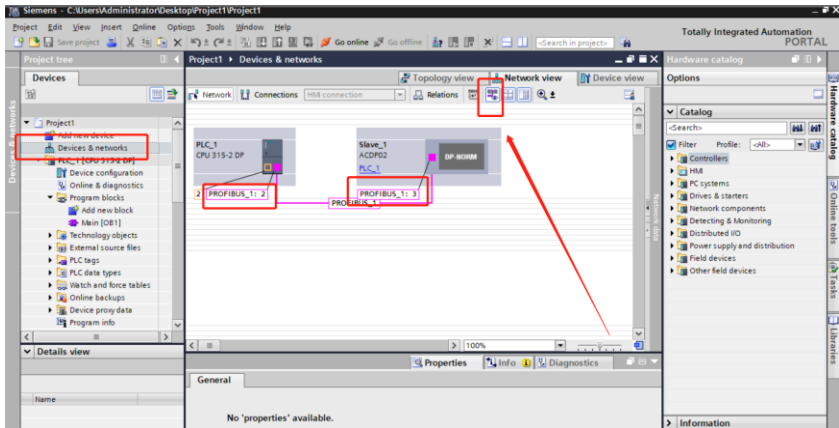 Siemens - C:\Users\Administrator\Desktop\Project1\Project1
Project Edit View Insert Online Options Tools Window Help
Totally Integrated Automation
PORTAL
Save project
Go online
Go offline
<Search in project>
Project tree
Project1 ▸ Devices & networks
Hardware catalog
Devices
Topology view
Network view
Device view
Options
Network
Connections
HMI connection
Relations
Catalog
<Search>
Filter
Profile:
<All>
Controllers
HMI
PC systems
Drives & starters
Network components
Detecting & Monitoring
Distributed I/O
Power supply and distribution
Field devices
Other field devices
Information
Project1
Add new device
Devices & networks
PLC_1 [CPU 315-2 DP]
Device configuration
Online & diagnostics
Program blocks
Add new block
Main [OB1]
Technology objects
External source files
PLC tags
PLC data types
Watch and force tables
Online backups
Device proxy data
Program info
Details view
Name
PLC_1
CPU 315-2 DP
Slave_1
ACDF02
PLC_1
DP-NORM
2
PROFIBUS_1: 2
PROFIBUS_1: 3
PROFIBUS_1
100%
Properties
Info
Diagnostics
General
No 'properties' available.
Devices & networks
Network data
Hardware catalog
Online tools
Tasks
Libraries